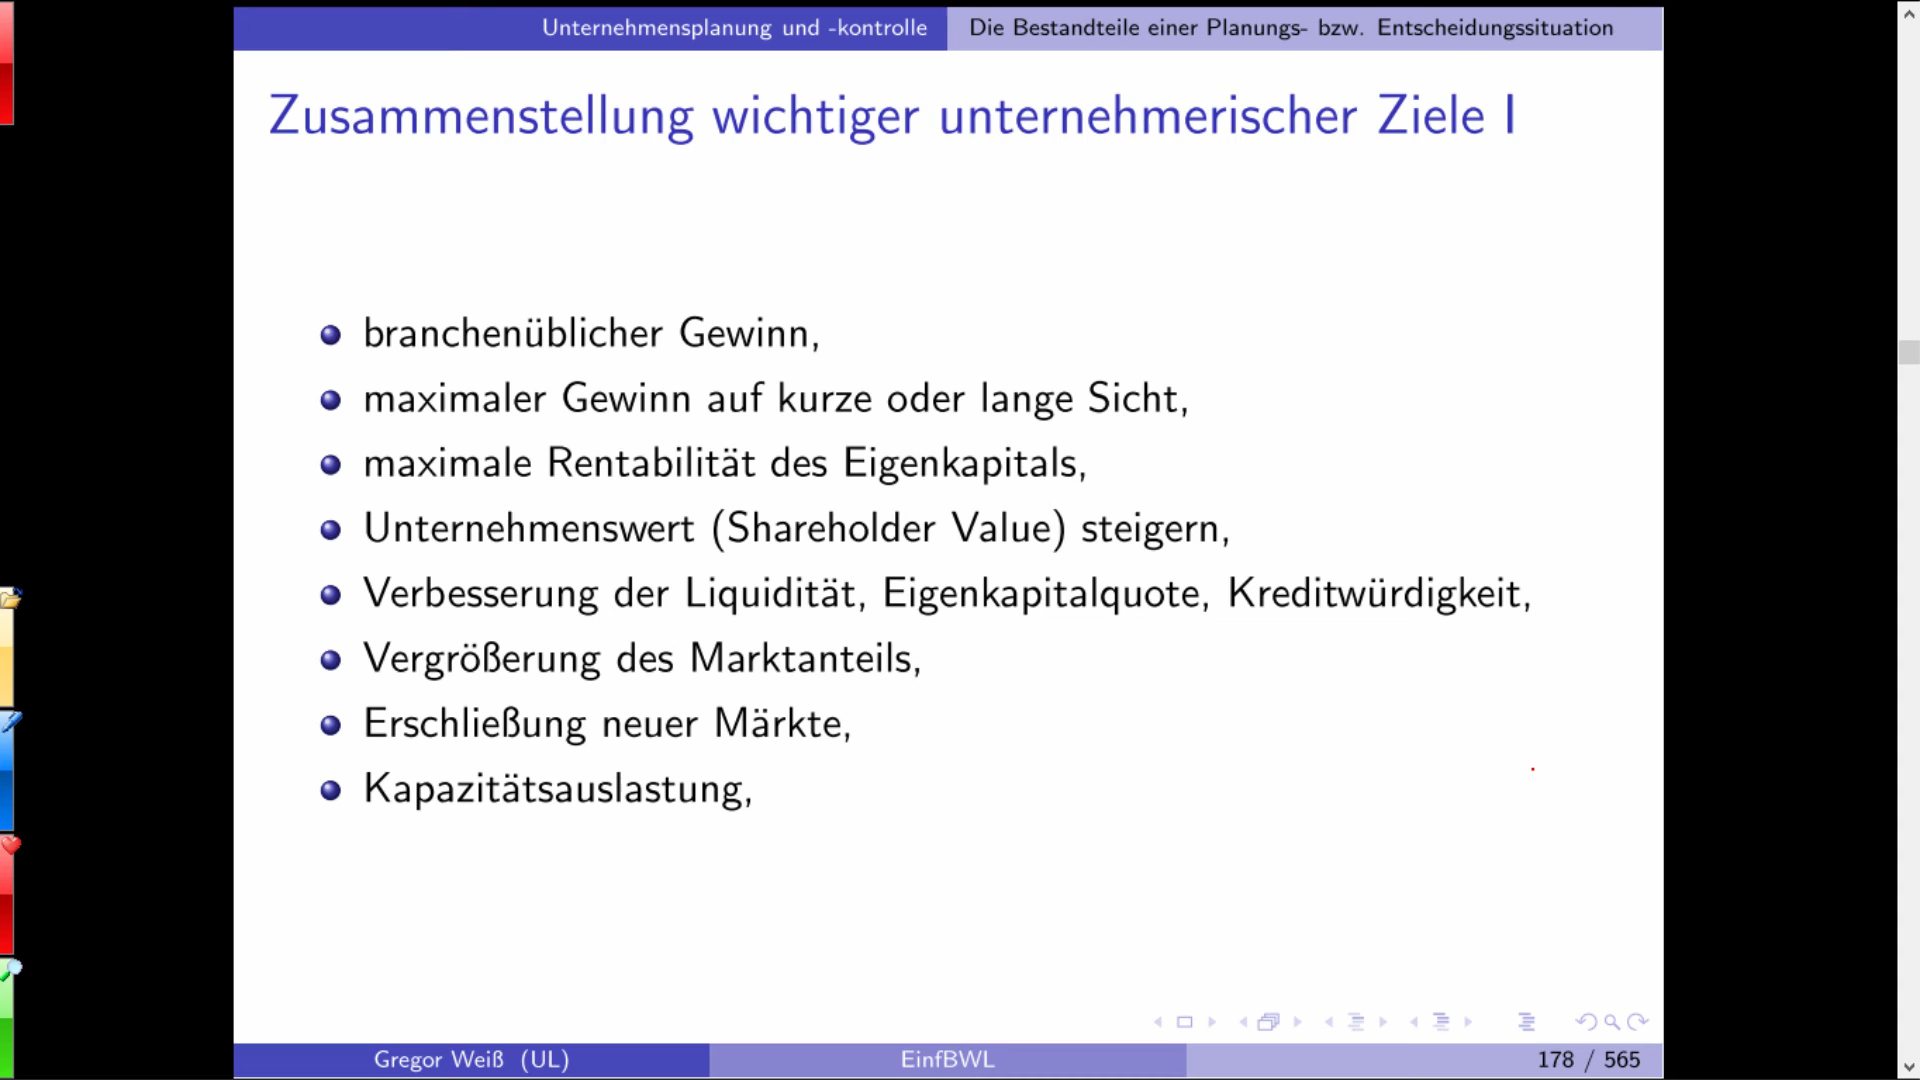 Unternehmensplanung und -kontrolle
Die Bestandteile einer Planungs- bzw. Entscheidungssituation
Zusammenstellung wichtiger unternehmerischer Ziele I
branchenüblicher Gewinn,
maximaler Gewinn auf kurze oder lange Sicht,
maximale Rentabilität des Eigenkapitals,
Unternehmenswert (Shareholder Value) steigern,
Verbesserung der Liquidität, Eigenkapitalquote, Kreditwürdigkeit,
Vergrößerung des Marktanteils,
Erschließung neuer Märkte,
Kapazitätsauslastung,
Gregor Weiß (UL)
EinfBWL
178 / 565